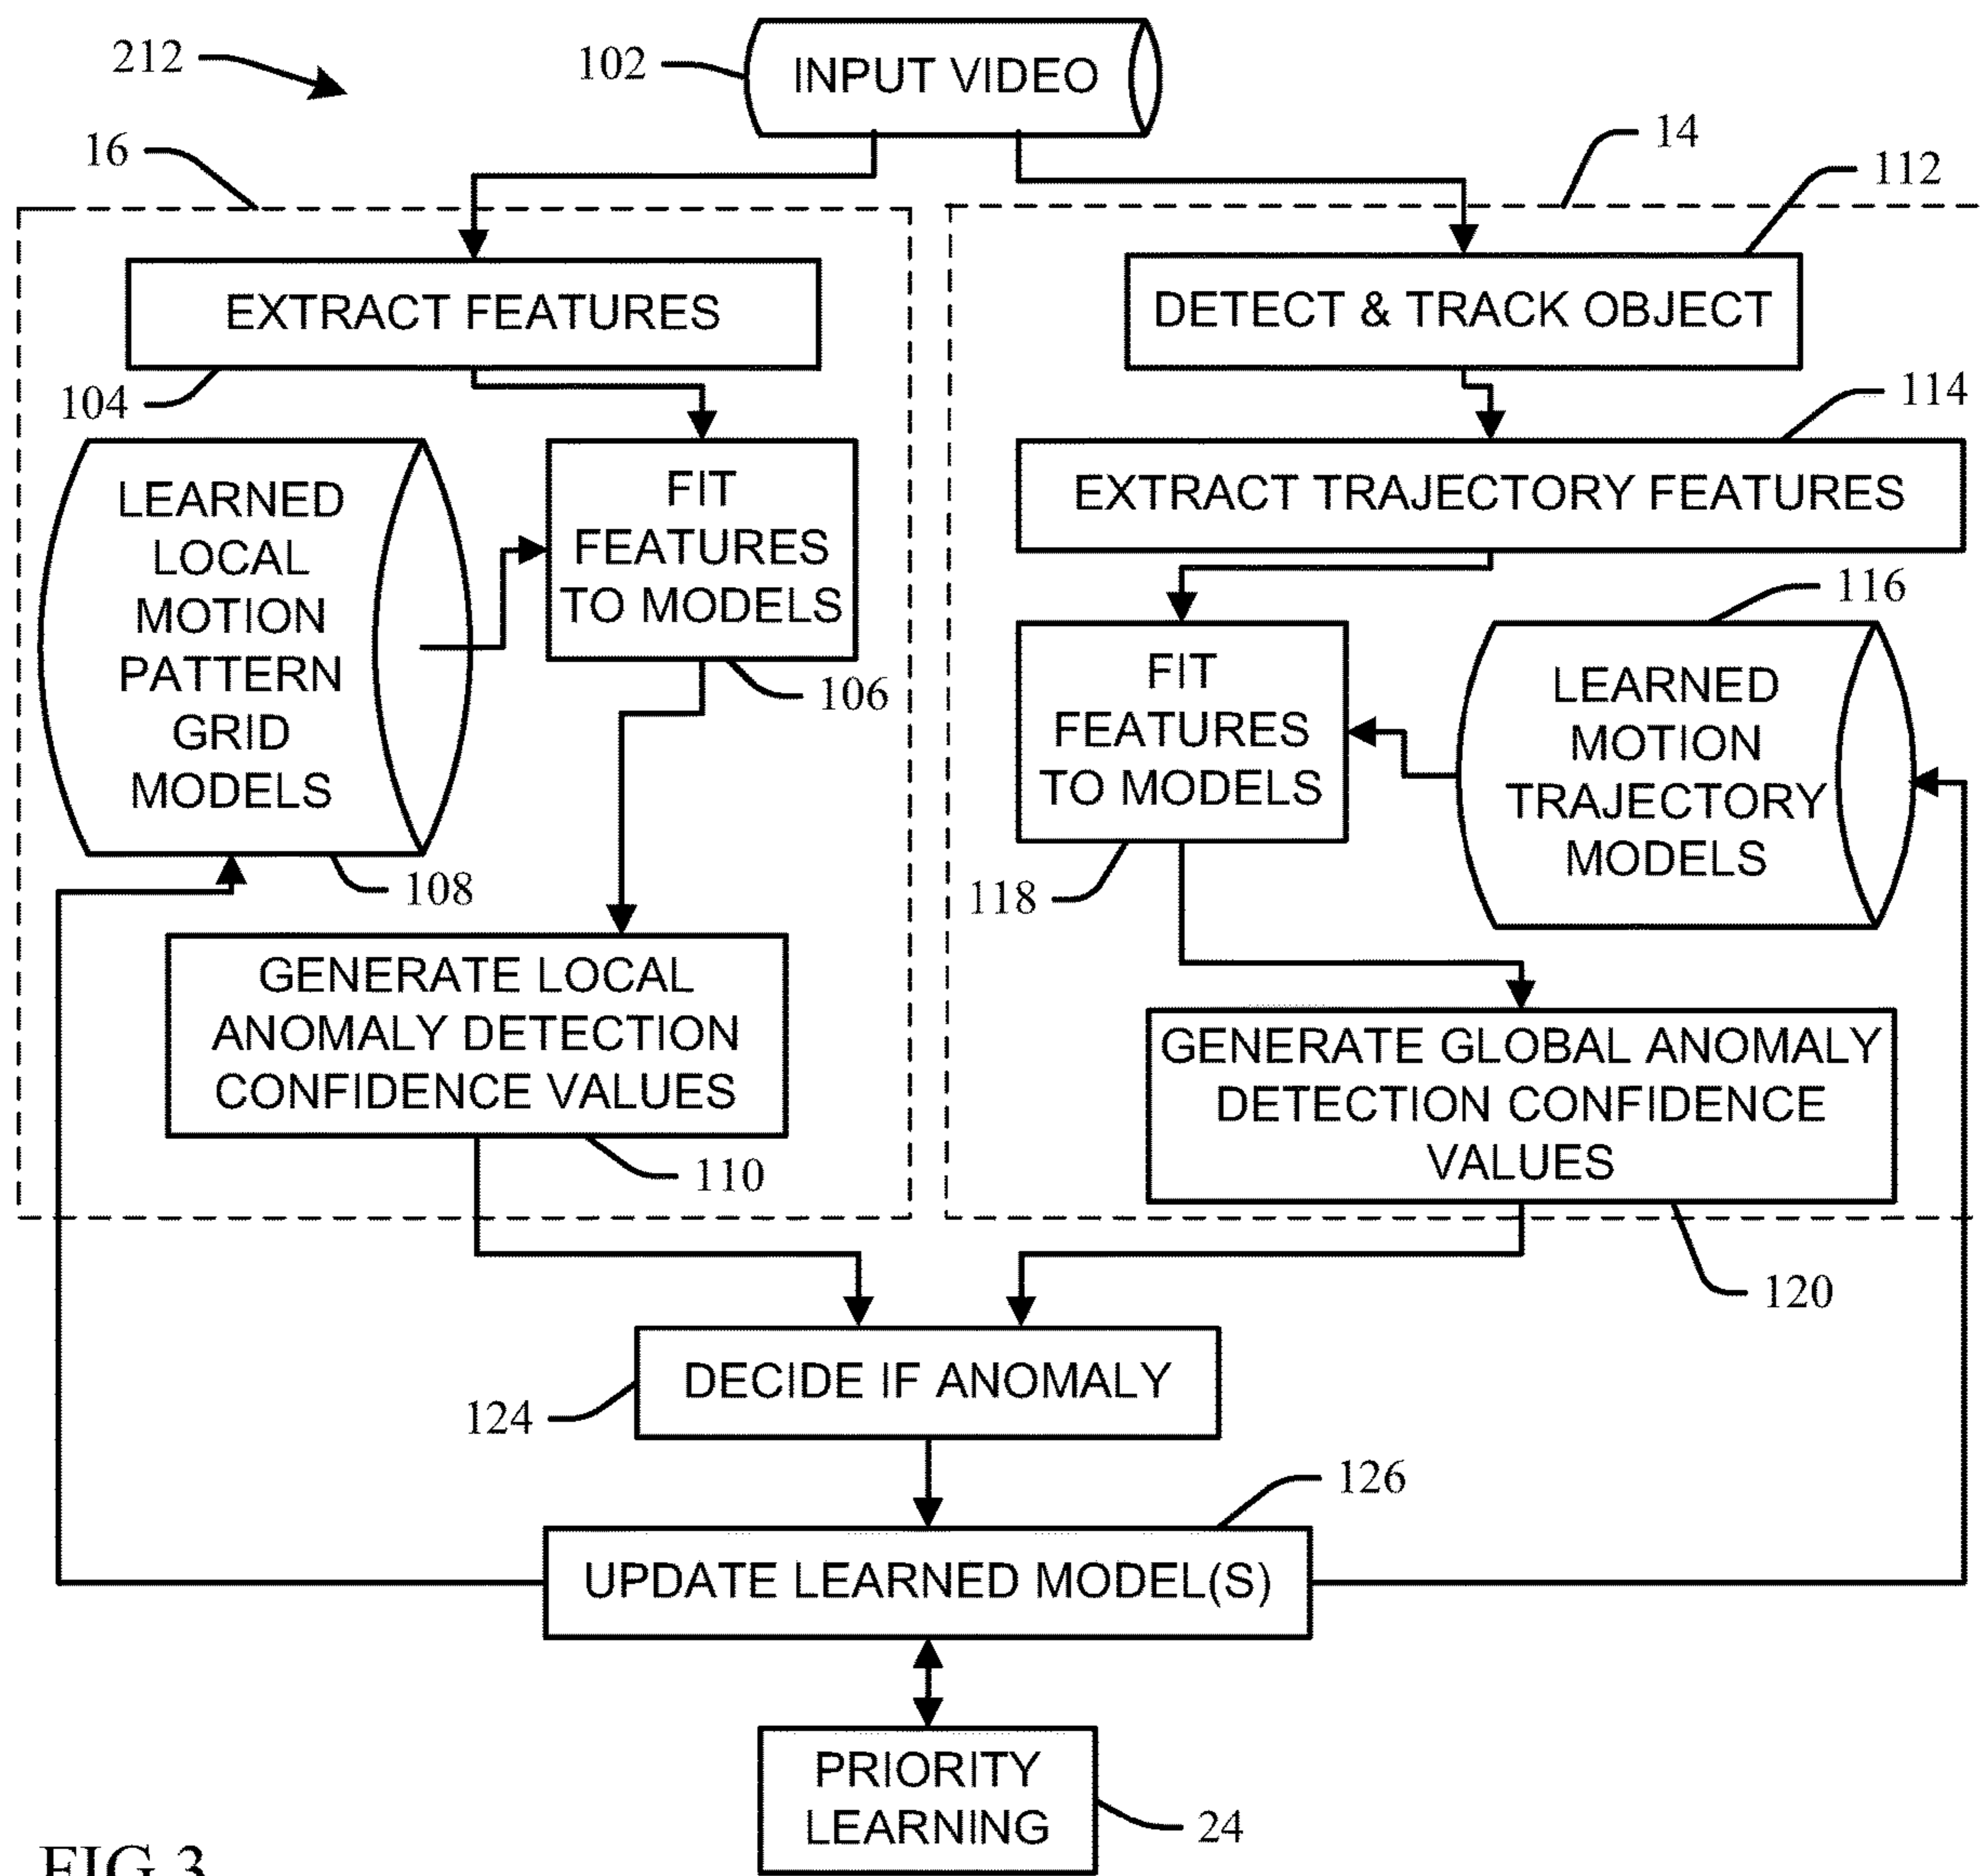 212
102
INPUT VIDEO
16
14
112
EXTRACT FEATURES
DETECT & TRACK OBJECT
104
114
LEARNED
LOCAL
MOTION
PATTERN
GRID
MODELS
FIT
FEATURES
TO MODELS
EXTRACT TRAJECTORY FEATURES
106
116
FIT
FEATURES
TO MODELS
LEARNED
MOTION
TRAJECTORY
MODELS
108
118
GENERATE LOCAL
ANOMALY DETECTION
CONFIDENCE VALUES
GENERATE GLOBAL ANOMALY
DETECTION CONFIDENCE
VALUES
110
120
DECIDE IF ANOMALY
124
126
UPDATE LEARNED MODEL(S)
PRIORITY
LEARNING
24
FIG 3